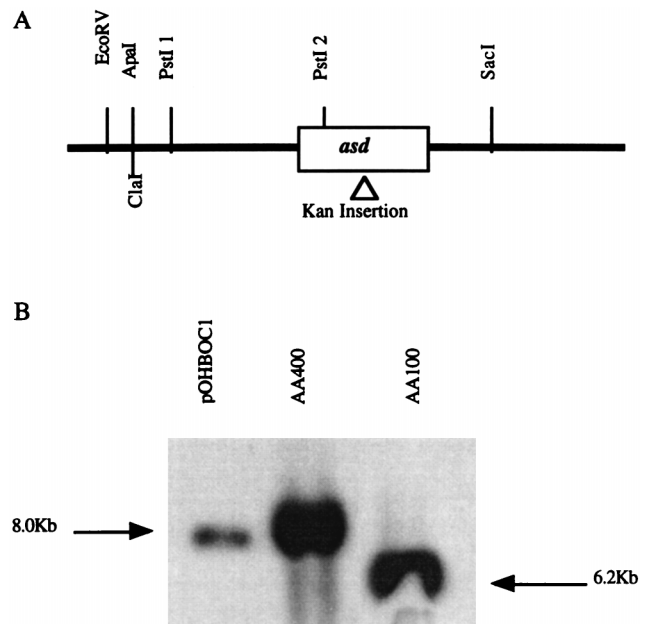 A
EcoRV
ApaI
PstI 1
PstI 2
SacI
asd
ClaI
Kan Insertion
B
pOHBOC1
AA400
AA100
8.0Kb
6.2Kb